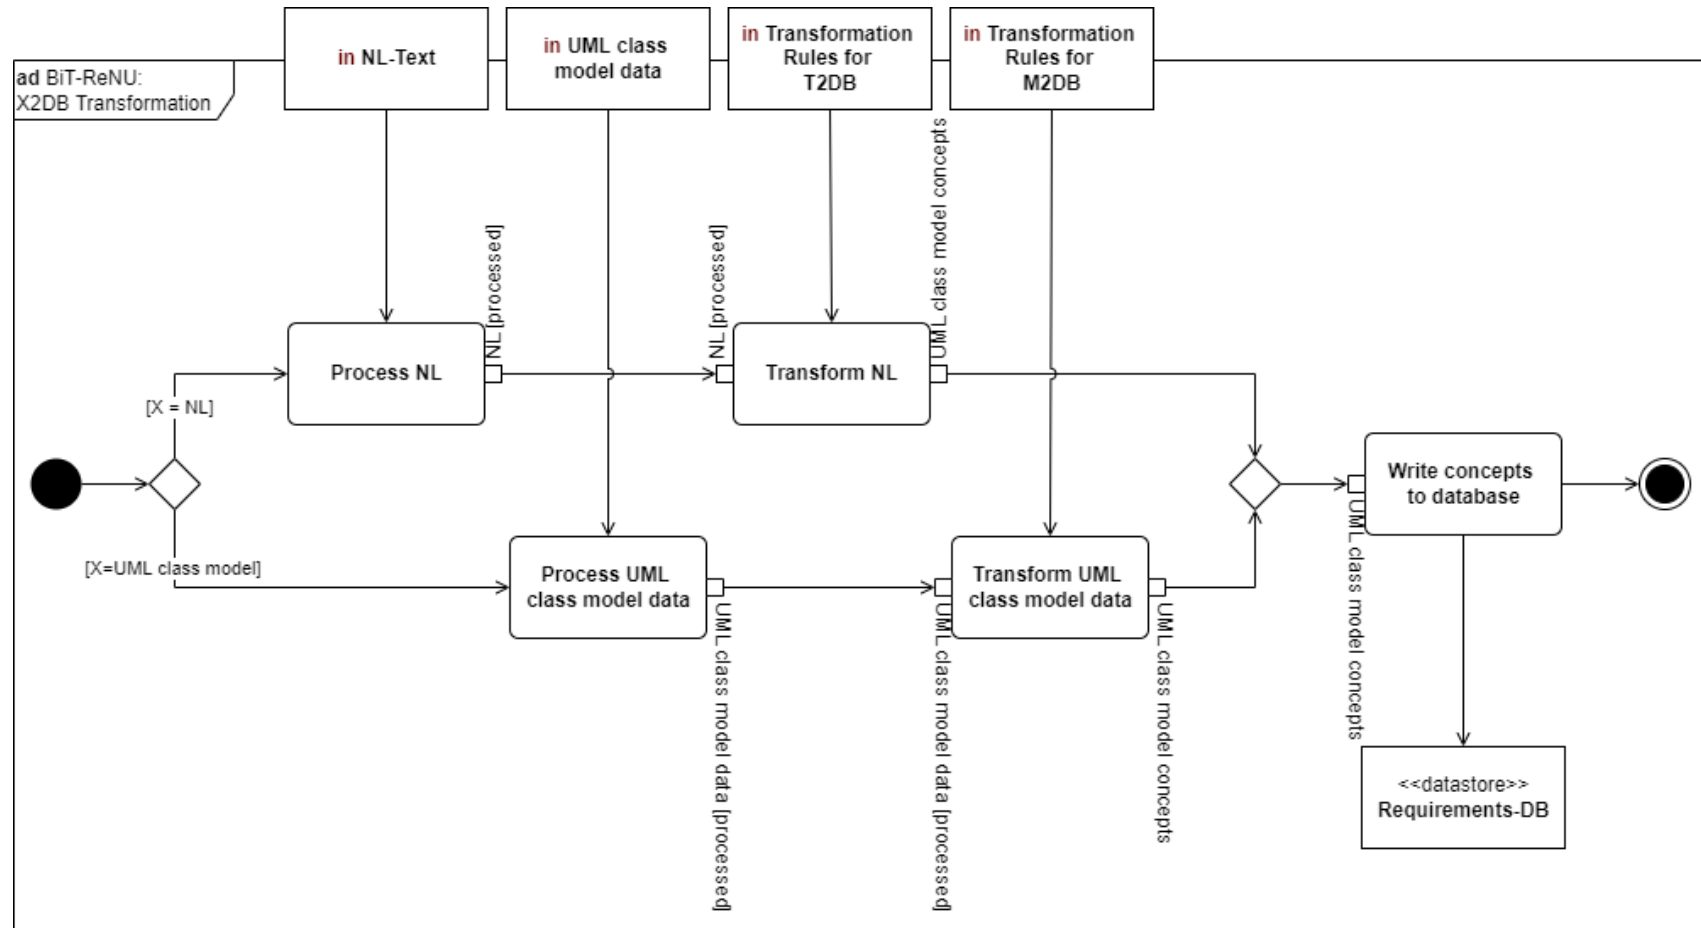 in NL-Text
in UML class
model data
in Transformation
Rules for
T2DB
in Transformation
Rules for
M2DB
ad BiT-ReNU:
X2DB Transformation
NL [processed]
NL [processed]
UML class model concepts
Process NL
Transform NL
[X = NL]
[X=UML class model]
Write concepts
to database
UML class model concepts
Process UML
class model data
Transform UML
class model data
UML class model data [processed]
UML class model data [processed]
UML class model concepts
<<datastore>>
Requirements-DB